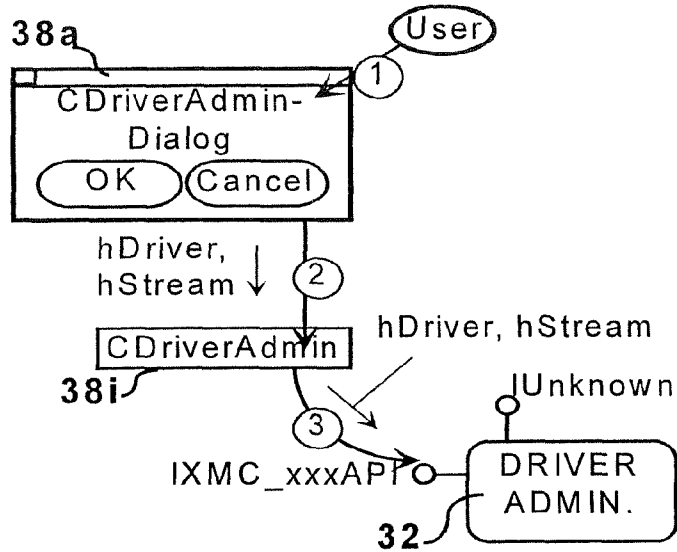 38a
User
1
CDriverAdmin-
Dialog
OK
Cancel
hDriver,
hStream
2
hDriver, hStream
CDriverAdmin
38i
IUnknown
3
IXMC_xxxAPI
DRIVER
ADMIN.
32